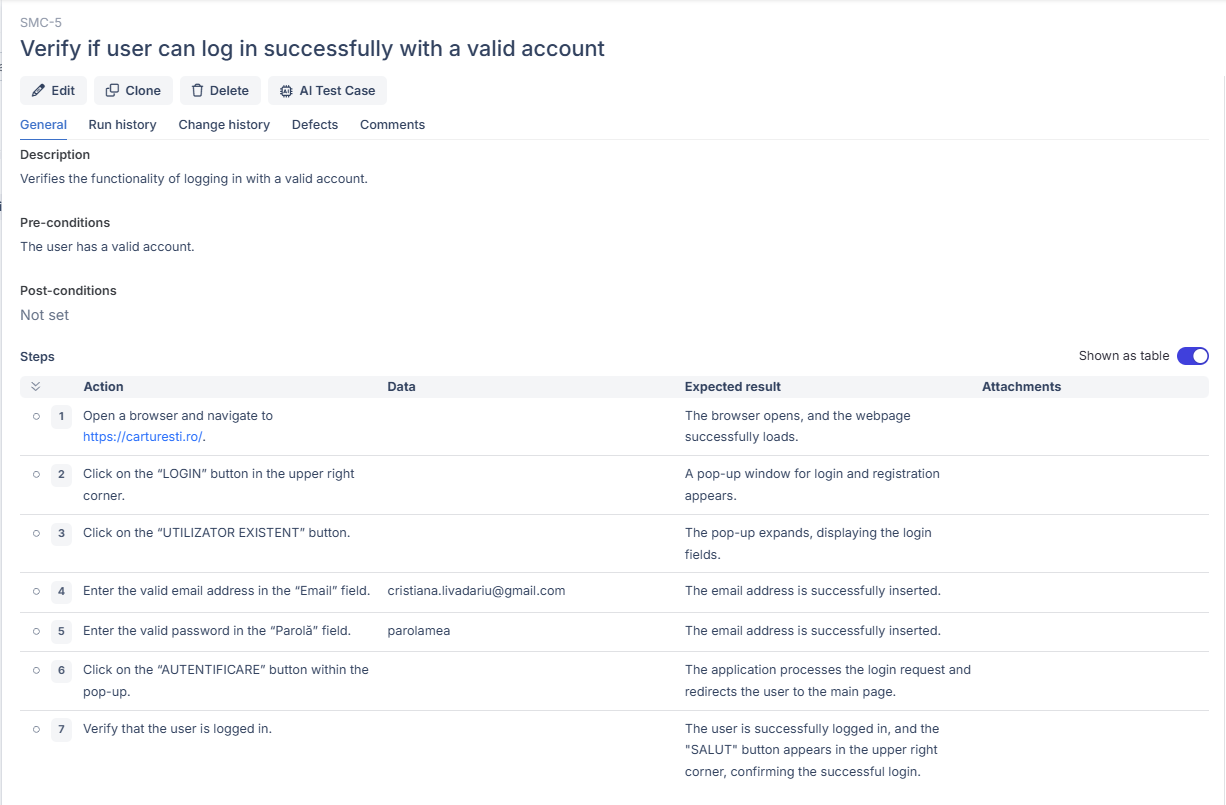 SMC-5
Verify if user can log in successfully with a valid account
Edit Clone Delete AI Test Case
General Run history Change history Defects Comments
Description
Verifies the functionality of logging in with a valid account.
Pre-conditions
The user has a valid account.
Post-conditions
Not set
Steps Shown as table
Action Data Expected result Attachments
1 Open a browser and navigate to The browser opens, and the webpage
https://carturesti.ro/. successfully loads.
2 Click on the “LOGIN” button in the upper right A pop-up window for login and registration
corner. appears.
3 Click on the “UTILIZATOR EXISTENT” button. The pop-up expands, displaying the login
fields.
4 Enter the valid email address in the “Email” field. cristiana.livadariu@gmail.com The email address is successfully inserted.
5 Enter the valid password in the “Parolă” field. parolamea The email address is successfully inserted.
6 Click on the “AUTENTIFICARE” button within the The application processes the login request and
pop-up. redirects the user to the main page.
7 Verify that the user is logged in. The user is successfully logged in, and the
"SALUT" button appears in the upper right
corner, confirming the successful login.